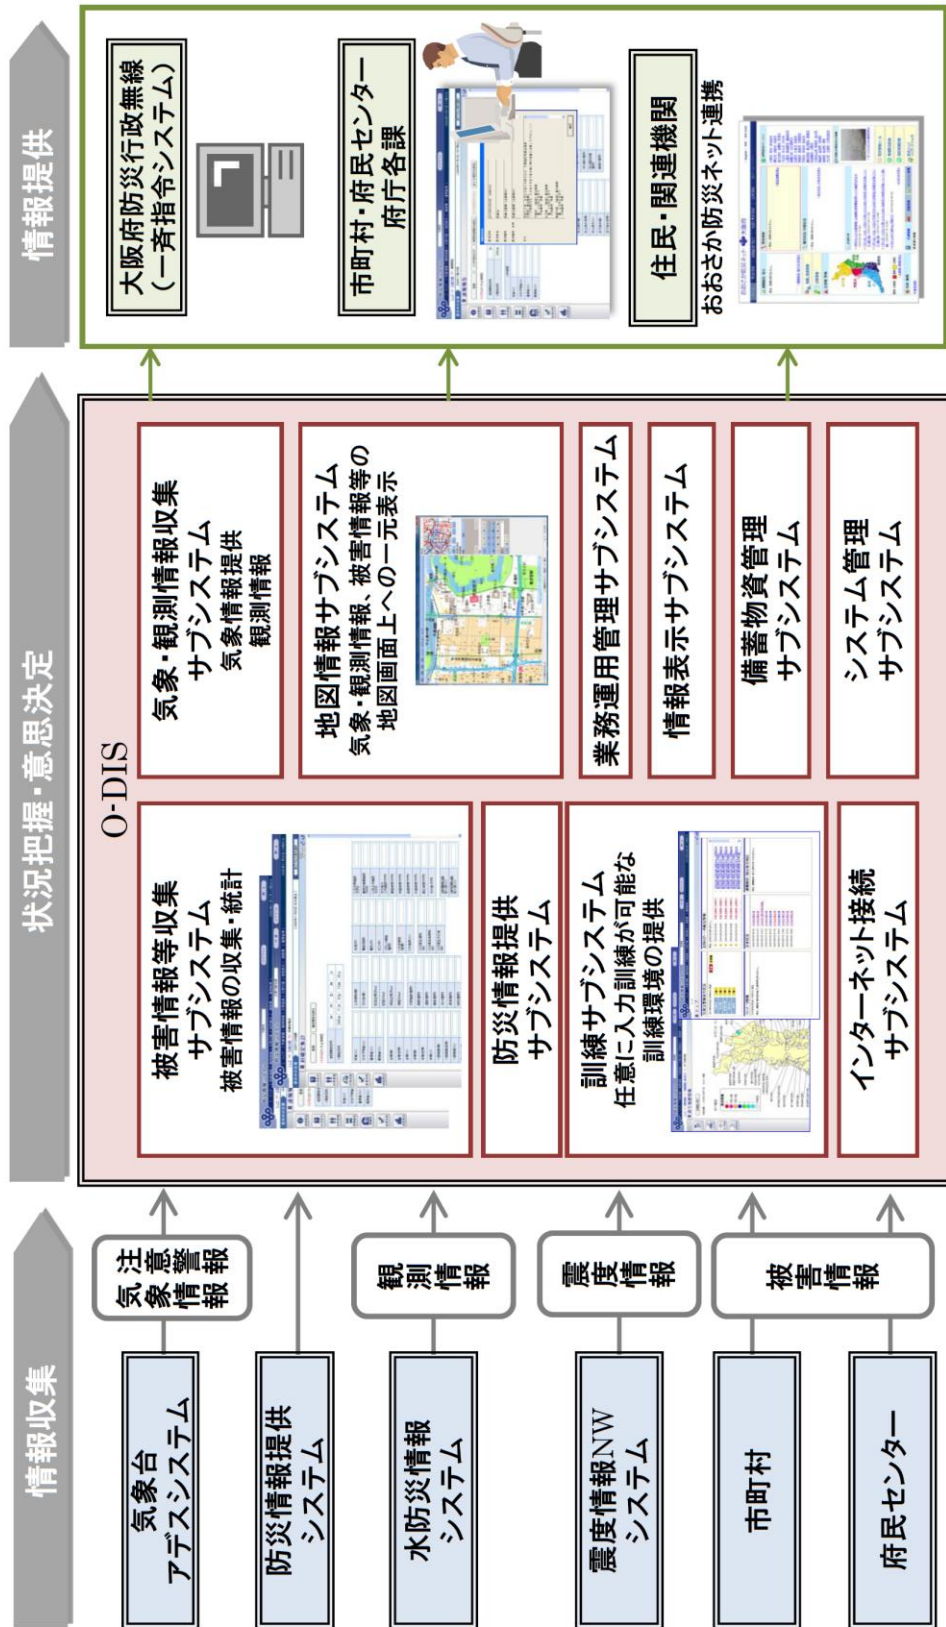 情報収集
状況把握・意思決定
情報提供
気象台
アデスシステム
防災情報提供
システム
水防災情報
システム
震度情報NW
システム
市町村
府民センター
気象情報
注意警報
観測情報
震度情報
被害情報
O-DIS
被害情報等収集
サブシステム
被害情報の収集・統計
防災情報提供
サブシステム
訓練サブシステム
任意に入力訓練が可能な
訓練環境の提供
インターネット接続
サブシステム
気象・観測情報収集
サブシステム
気象情報提供
観測情報
地図情報サブシステム
気象・観測情報、被害情報等の
地図画面上への一元表示
業務運用管理サブシステム
情報表示サブシステム
備蓄物資管理
サブシステム
システム管理
サブシステム
大阪府防災行政無線
(一斉指令システム)
市町村・府民センター
府庁各課
住民・関連機関
おおさか防災ネット連携